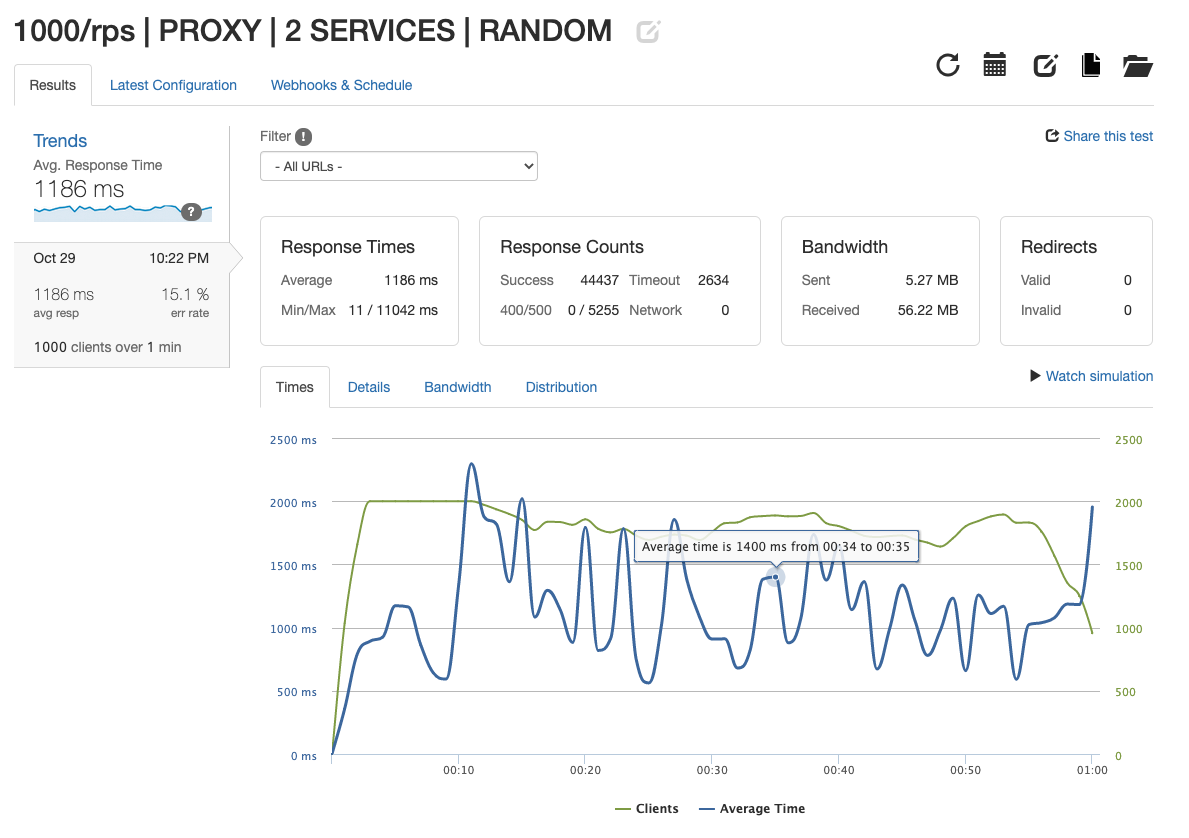 1000/rps | PROXY | 2 SERVICES | RANDOM
Results Latest Configuration Webhooks & Schedule
Trends
Avg. Response Time
1186 ms
?
Oct 29 10:22 PM
1186 ms 15.1 %
avg resp err rate
1000 clients over 1 min
Filter !
Share this test
- All URLs -
Response Times
Average 1186 ms
Min/Max 11 / 11042 ms
Response Counts
Success 44437 Timeout 2634
400/500 0 / 5255 Network 0
Bandwidth
Sent 5.27 MB
Received 56.22 MB
Redirects
Valid 0
Invalid 0
Times Details Bandwidth Distribution
Watch simulation
2500 ms 2500
2000 ms 2000
1500 ms 1500
1000 ms 1000
500 ms 500
0 ms 0
Average time is 1400 ms from 00:34 to 00:35
00:10 00:20 00:30 00:40 00:50 01:00
Clients Average Time